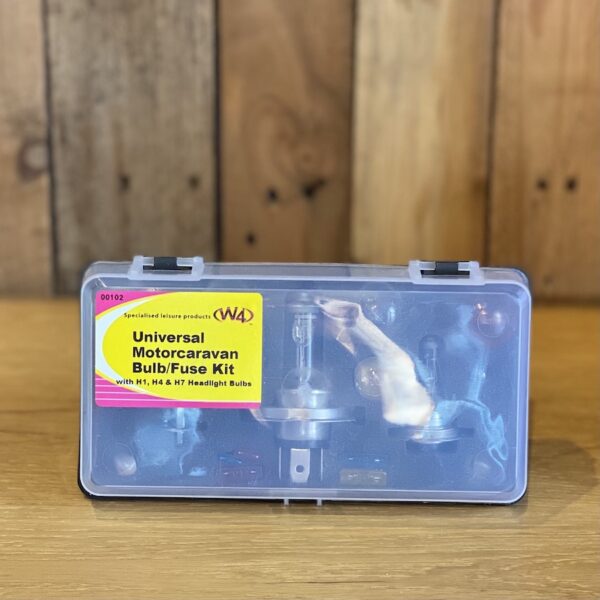 00102
Specialised leisure products W4
Universal
Motorcaravan
Bulb/Fuse Kit
with H1, H4 & H7 Headlight Bulbs